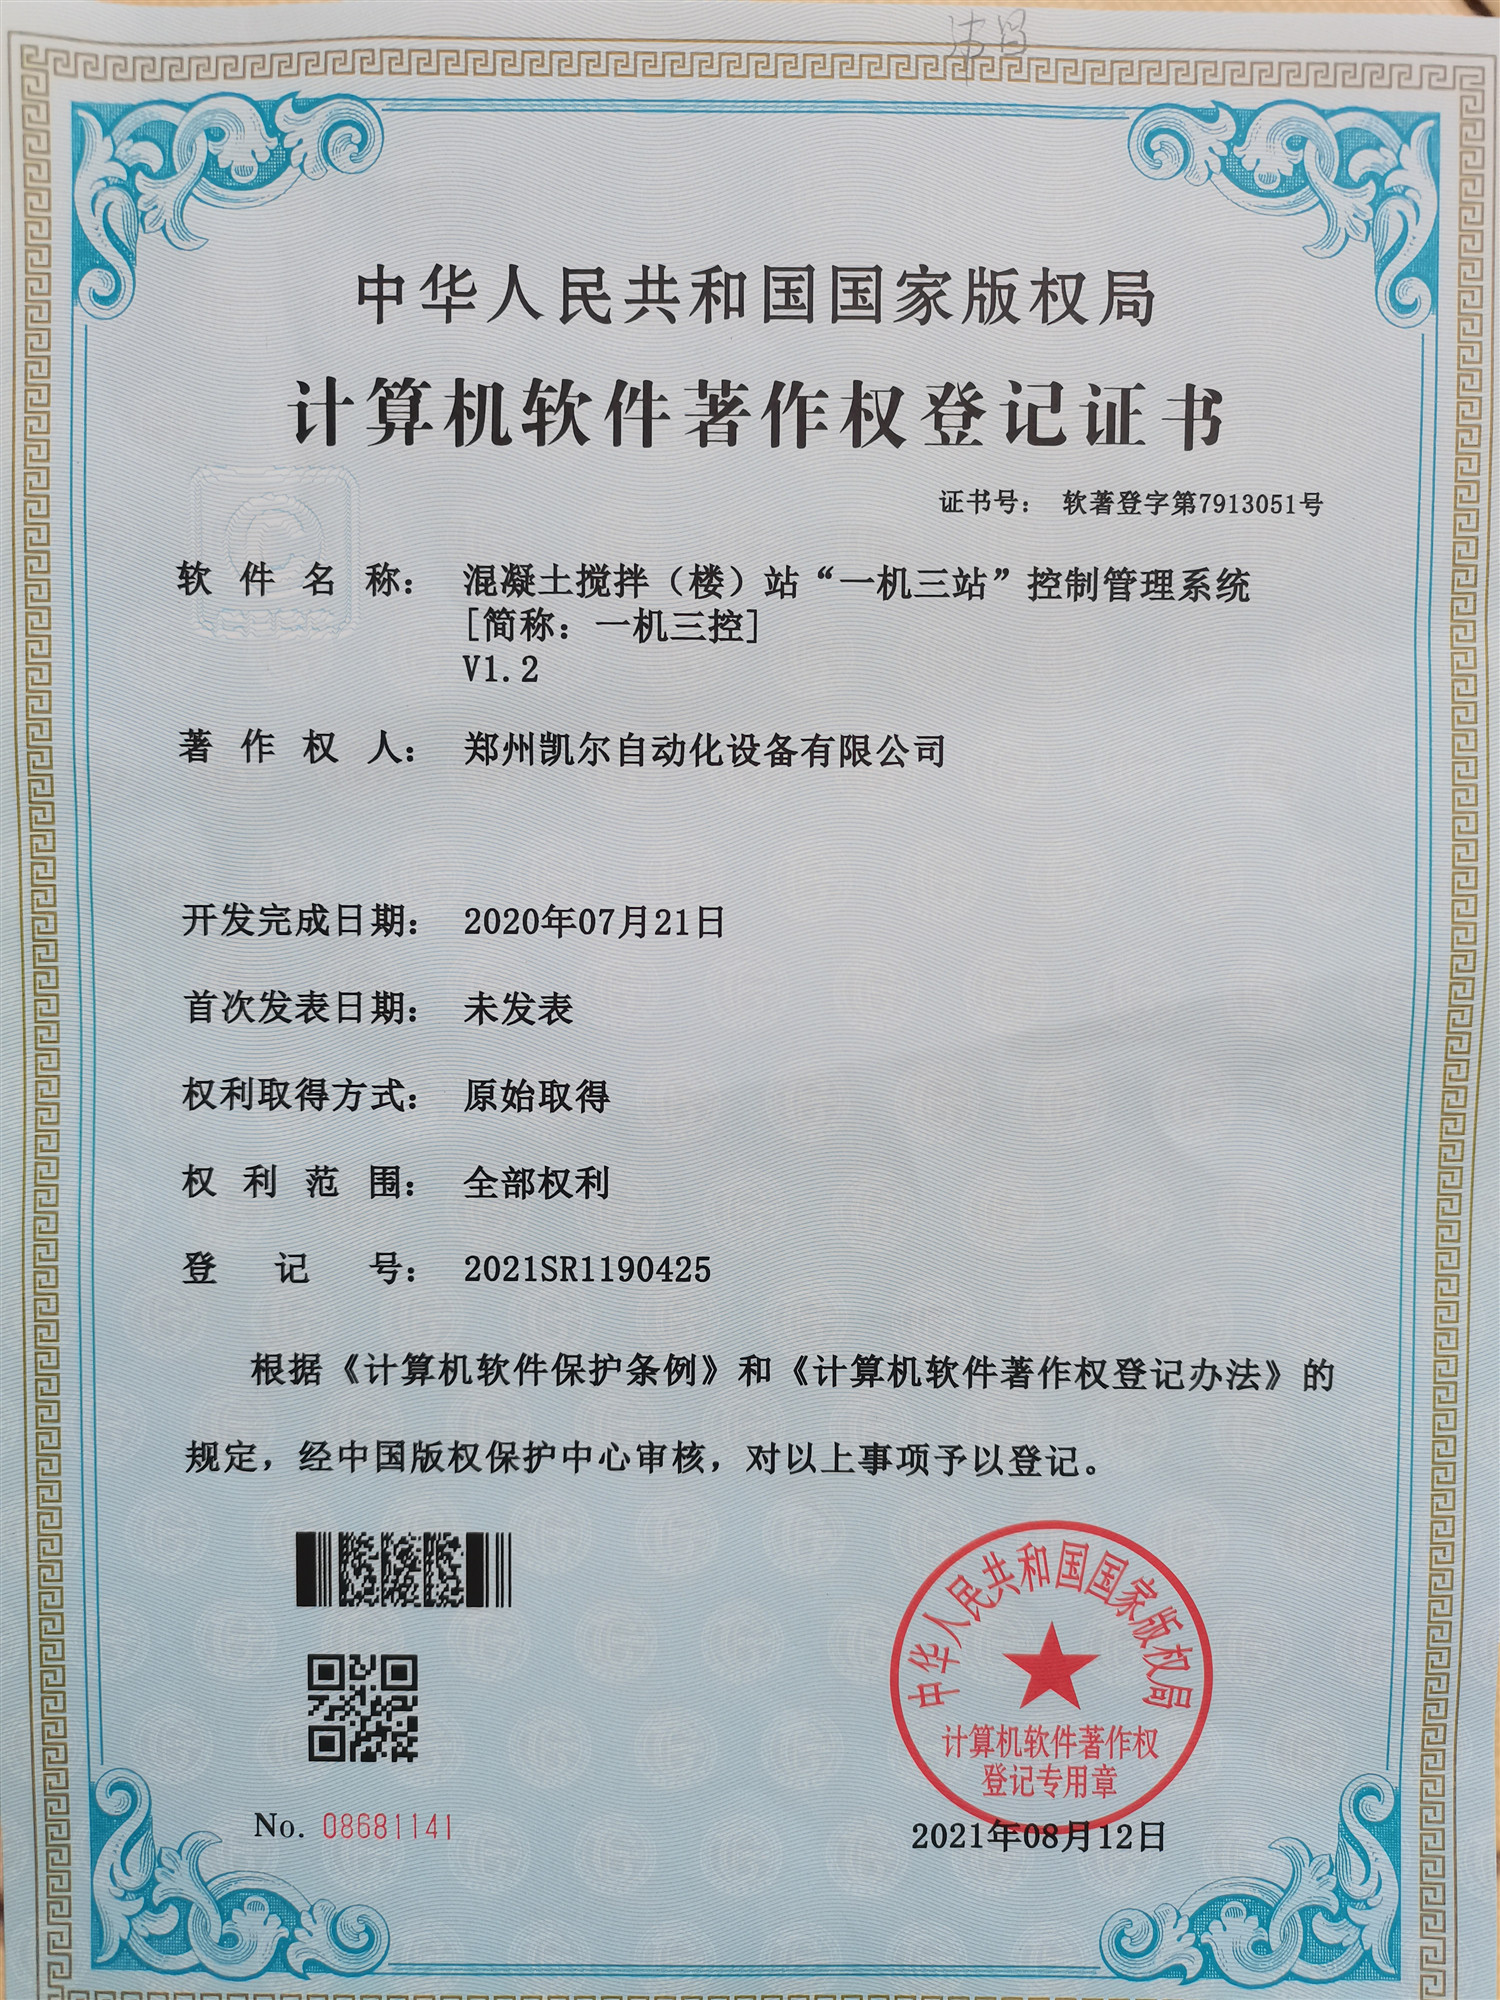 中华人民共和国国家版权局
计算机软件著作权登记证书
证书号： 软著登字第7913051号
软件名称： 混凝土搅拌（楼）站“一机三站”控制管理系统
[简称：一机三控]
V1.2
著作权人： 郑州凯尔自动化设备有限公司
开发完成日期： 2020年07月21日
首次发表日期： 未发表
权利取得方式： 原始取得
权利范围： 全部权利
登记号： 2021SR1190425
根据《计算机软件保护条例》和《计算机软件著作权登记办法》的
规定，经中国版权保护中心审核，对以上事项予以登记。
中华人民共和国国家版权局
计算机软件著作权
登记专用章
No. 08681141
2021年08月12日